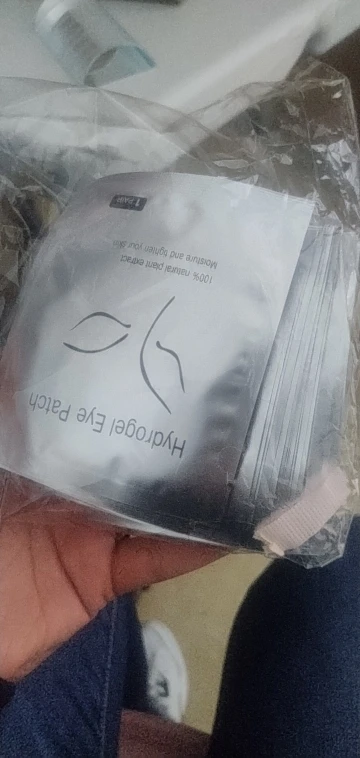 Hydrogel Eye Patch
100% natural plant extract
Moisture and tighten your skin
1 PAIR